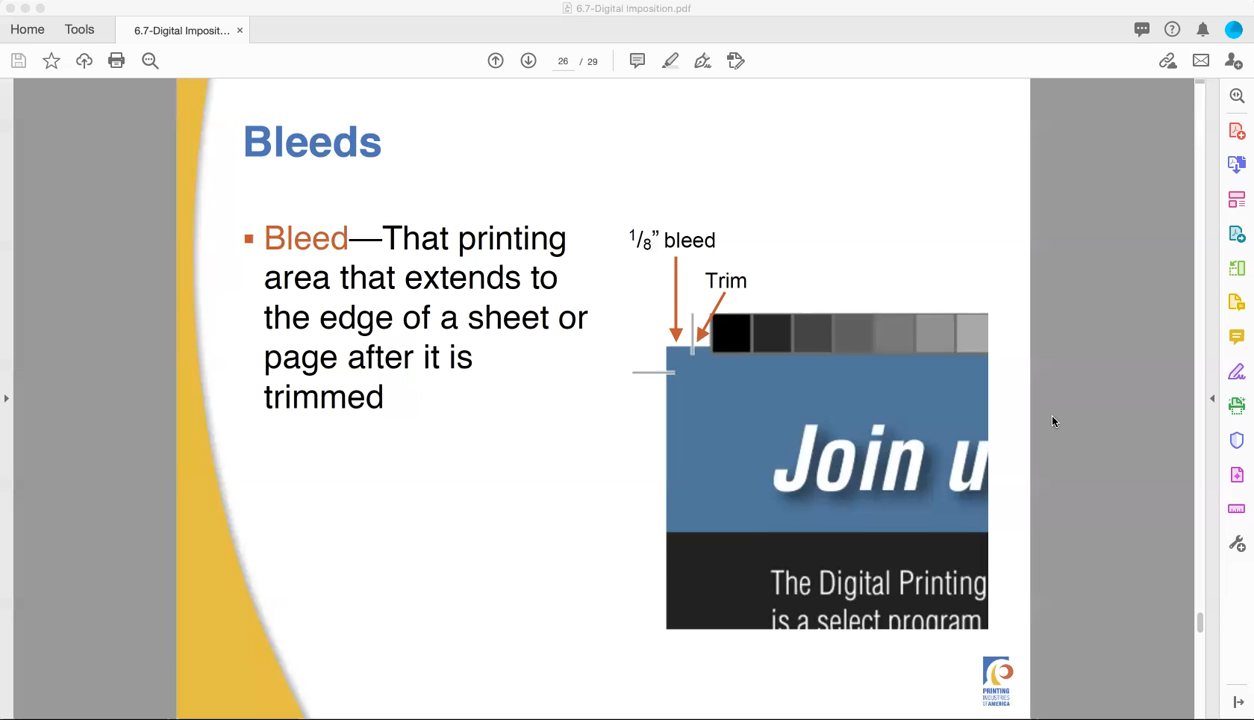 6.7-Digital Imposition.pdf
Home Tools 6.7-Digital Imposit... ×
26 / 29
Bleeds
▪ Bleed—That printing
area that extends to
the edge of a sheet or
page after it is
trimmed
1/8” bleed
Trim
Join u
The Digital Printing
is a select program
PRINTING
INDUSTRIES
OF AMERICA